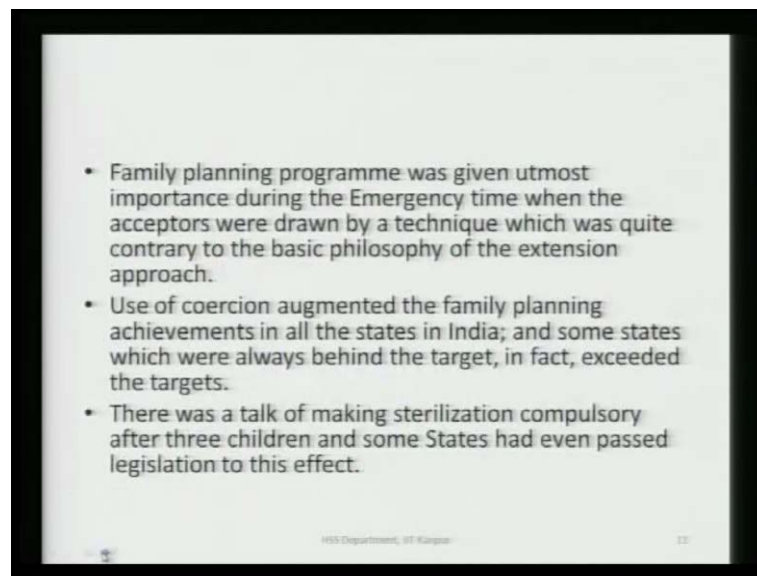 • Family planning programme was given utmost
importance during the Emergency time when the
acceptors were drawn by a technique which was quite
contrary to the basic philosophy of the extension
approach.
• Use of coercion augmented the family planning
achievements in all the states in India; and some states
which were always behind the target, in fact, exceeded
the targets.
• There was a talk of making sterilization compulsory
after three children and some States had even passed
legislation to this effect.
HSS Department, IIT Kanpur